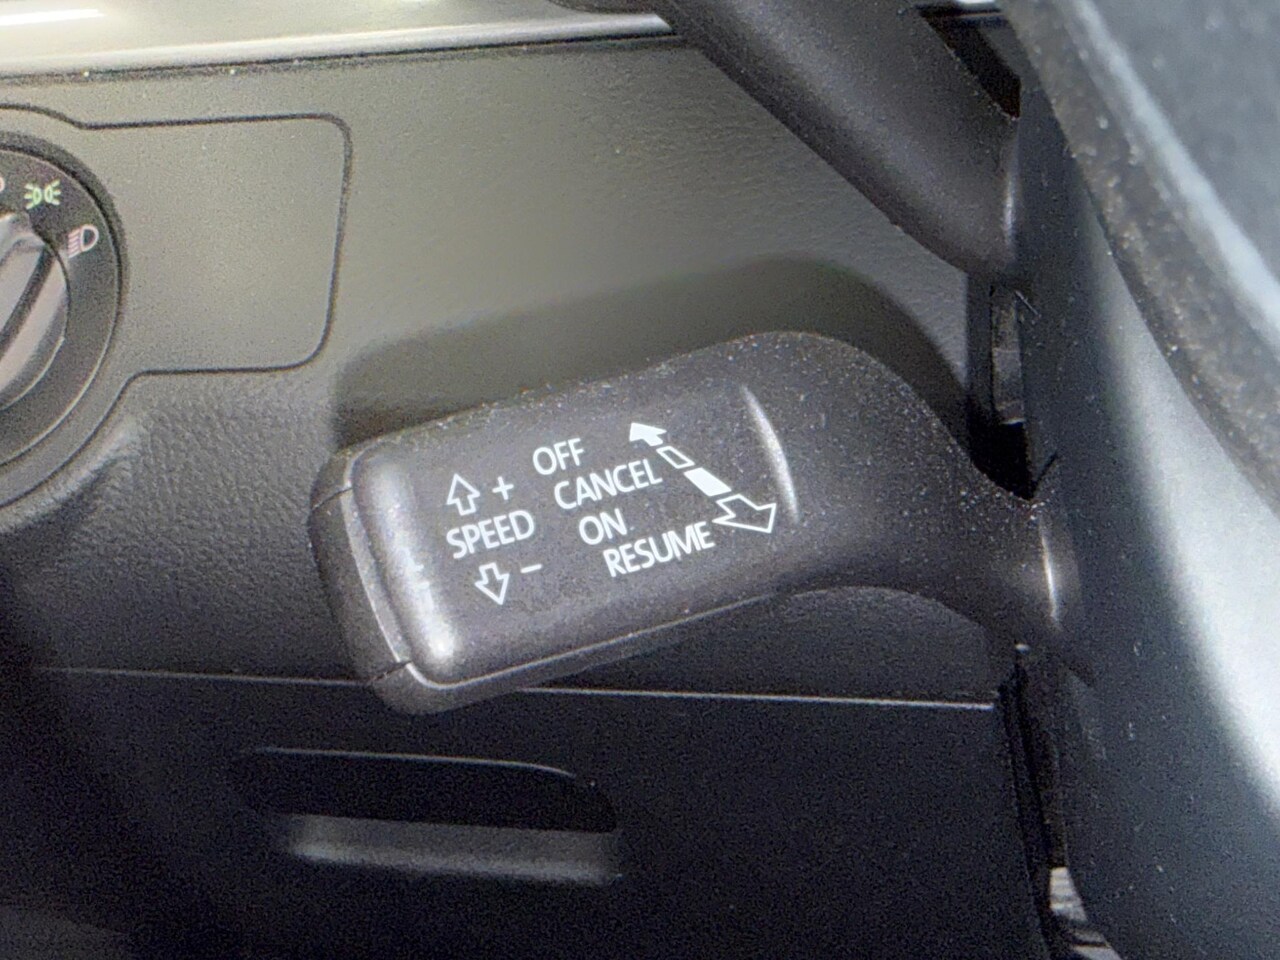 +
SPEED
−
OFF
CANCEL
ON
RESUME